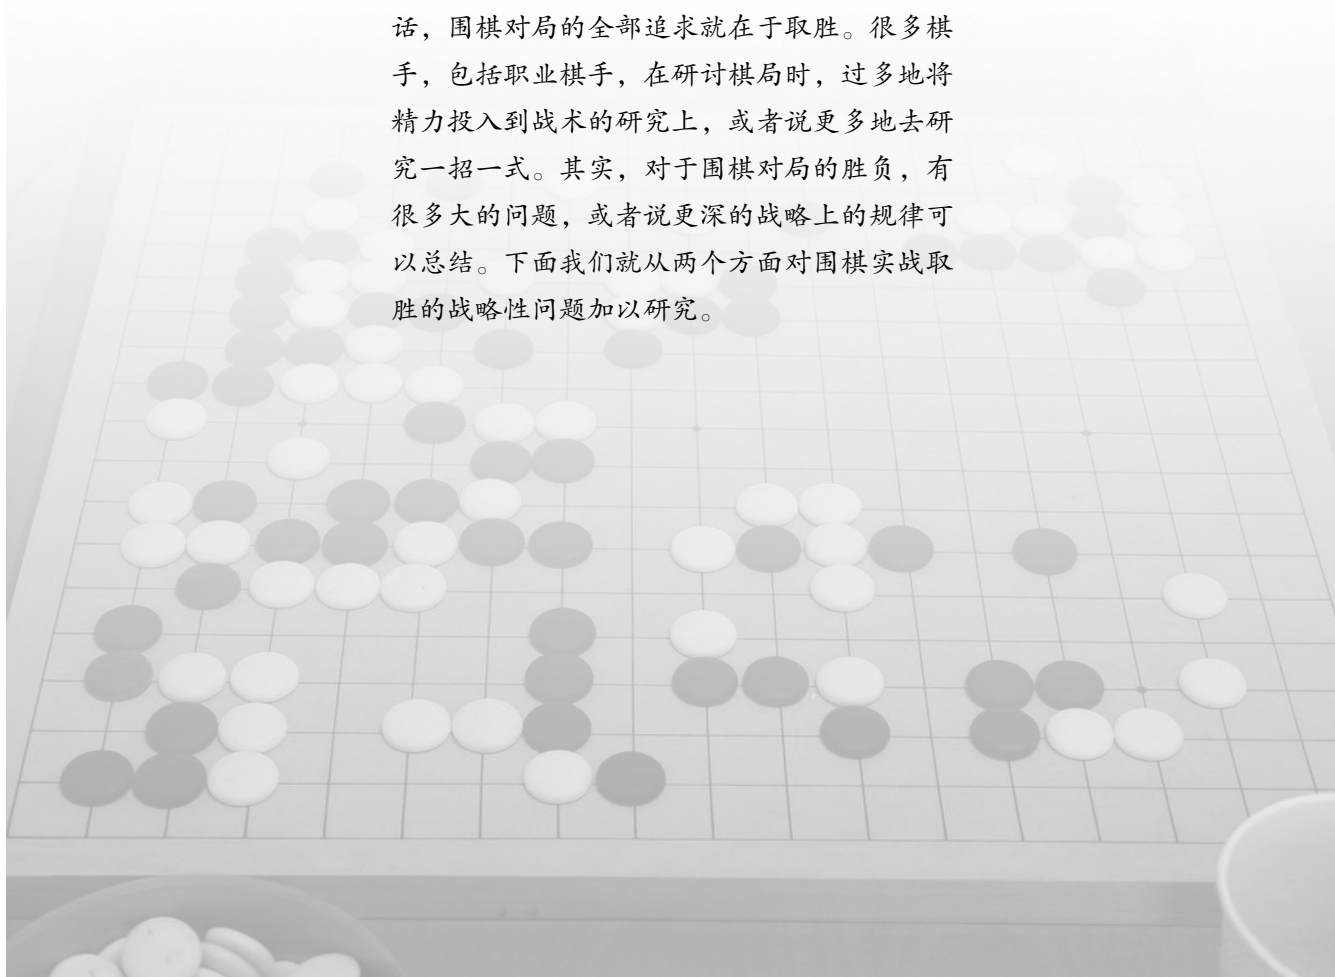 话，围棋对局的全部追求就在于取胜。很多棋
手，包括职业棋手，在研讨棋局时，过多地将
精力投入到战术的研究上，或者说更多地去研
究一招一式。其实，对于围棋对局的胜负，有
很多大的问题，或者说更深的战略上的规律可
以总结。下面我们就从两个方面对围棋实战取
胜的战略性问题加以研究。